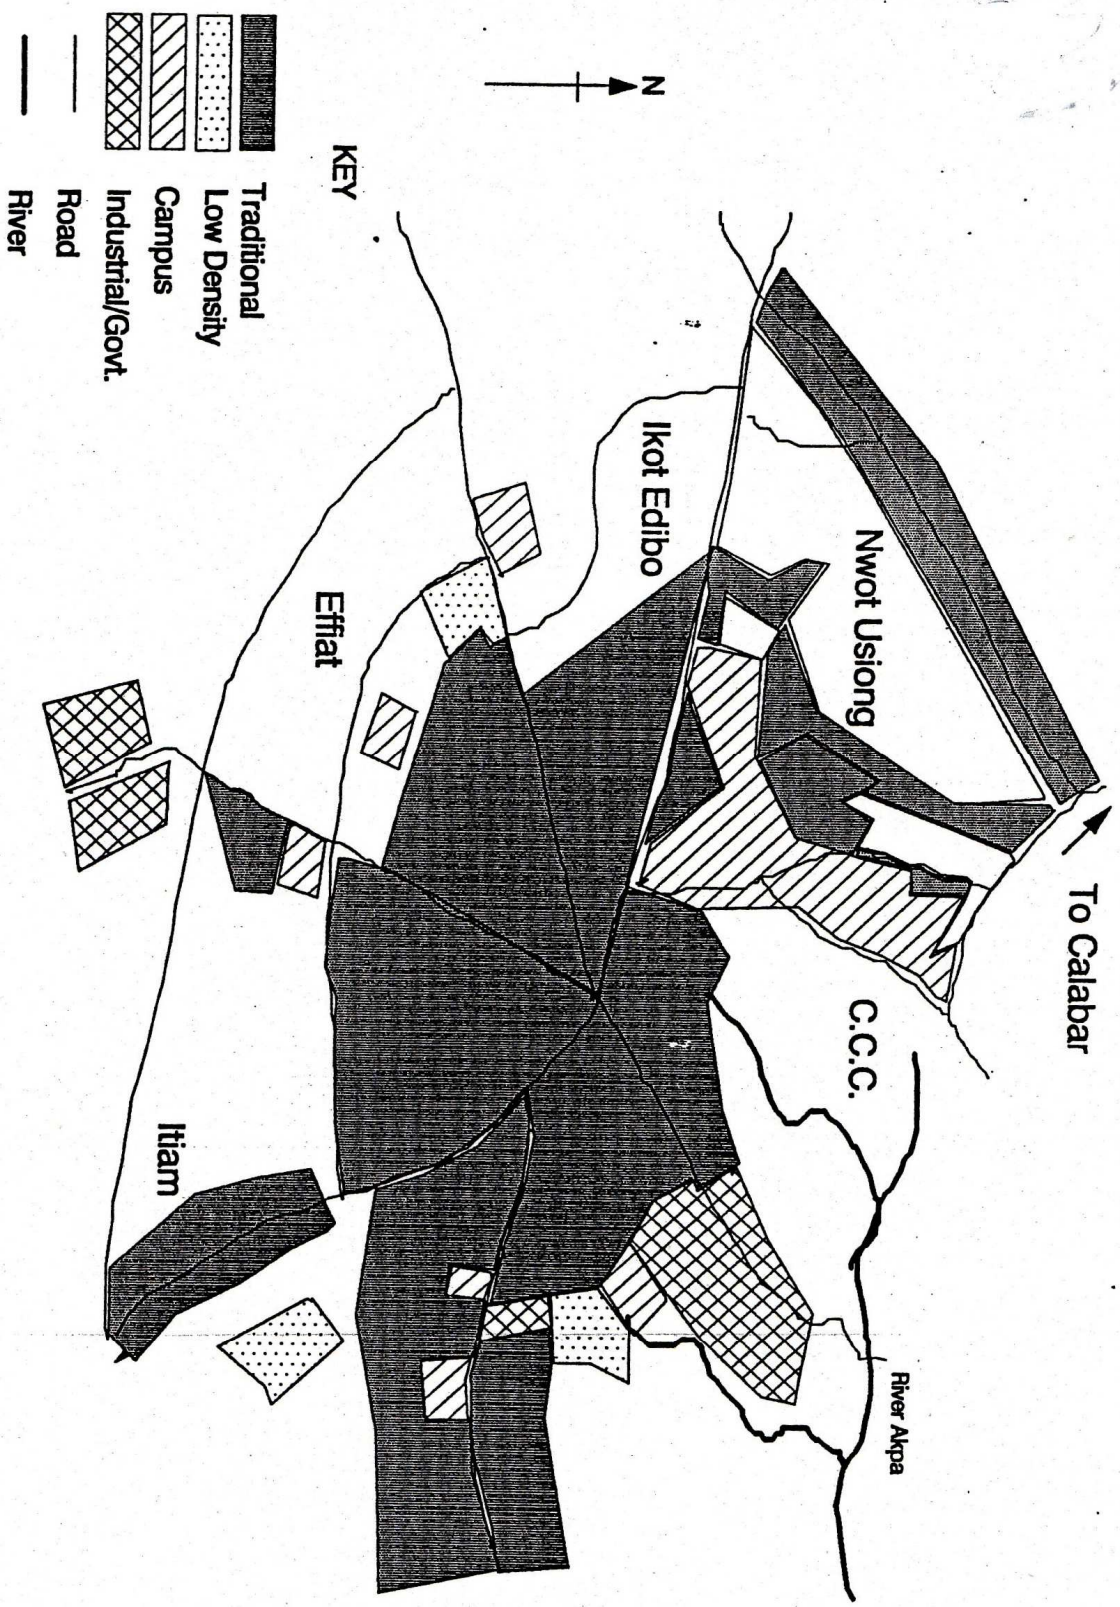 N
KEY
Traditional
Low Density
Campus
Industrial/Govt.
Road
River
To Calabar
Nwot Usiong
C.C.C.
River Akpa
Ikot Edibo
Effiat
Itiam